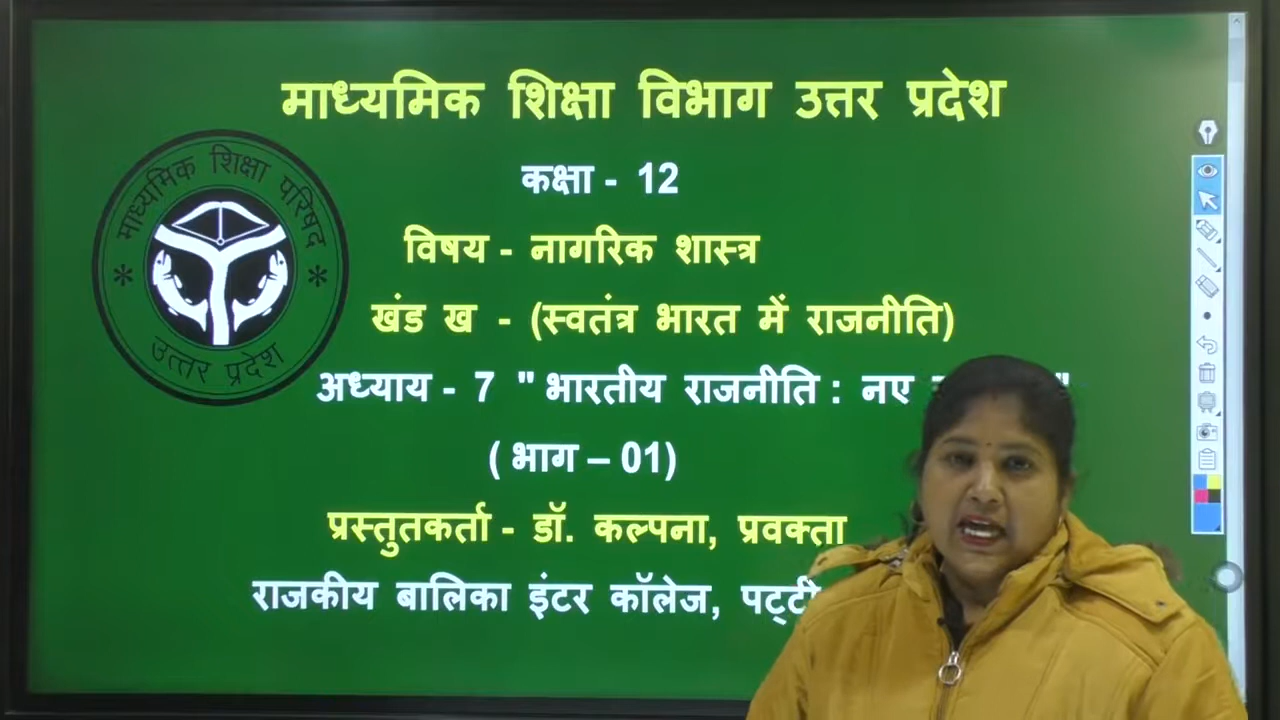 माध्यमिक शिक्षा विभाग उत्तर प्रदेश
माध्यमिक शिक्षा परिषद
उत्तर प्रदेश
कक्षा - 12
विषय - नागरिक शास्त्र
खंड ख - (स्वतंत्र भारत में राजनीति)
अध्याय - 7 " भारतीय राजनीति : नए "
( भाग – 01)
प्रस्तुतकर्ता - डॉ. कल्पना, प्रवक्ता
राजकीय बालिका इंटर कॉलेज, पट्टी